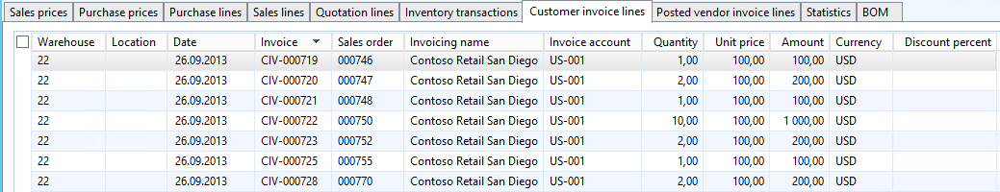 Sales prices Purchase prices Purchase lines Sales lines Quotation lines Inventory transactions Customer invoice lines Posted vendor invoice lines Statistics BOM
Warehouse Location Date Invoice Sales order Invoicing name Invoice account Quantity Unit price Amount Currency Discount percent
22 26.09.2013 CIV-000719 000746 Contoso Retail San Diego US-001 1,00 100,00 100,00 USD
22 26.09.2013 CIV-000720 000747 Contoso Retail San Diego US-001 2,00 100,00 200,00 USD
22 26.09.2013 CIV-000721 000748 Contoso Retail San Diego US-001 1,00 100,00 100,00 USD
22 26.09.2013 CIV-000722 000750 Contoso Retail San Diego US-001 10,00 100,00 1 000,00 USD
22 26.09.2013 CIV-000723 000752 Contoso Retail San Diego US-001 2,00 100,00 200,00 USD
22 26.09.2013 CIV-000725 000755 Contoso Retail San Diego US-001 1,00 100,00 100,00 USD
22 26.09.2013 CIV-000728 000770 Contoso Retail San Diego US-001 2,00 100,00 200,00 USD